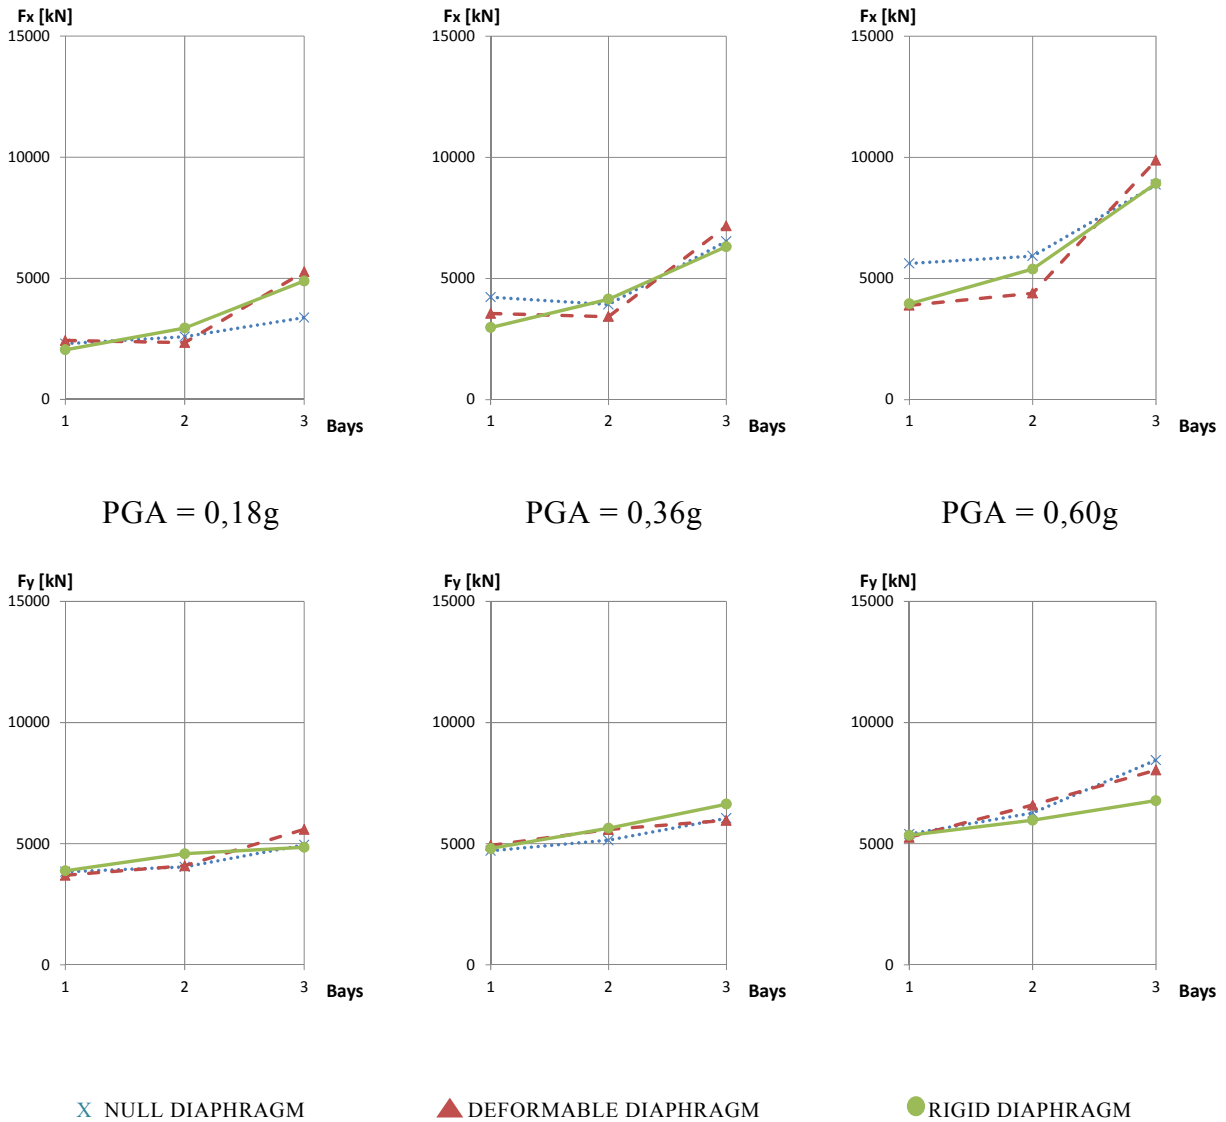 Fx [kN] Fx [kN] Fx [kN]
15000 15000 15000
10000 10000 10000
5000 5000 5000
0 0 0
1 2 3 Bays 1 2 3 Bays 1 2 3 Bays
PGA = 0,18g PGA = 0,36g PGA = 0,60g
Fy [kN] Fy [kN] Fy [kN]
15000 15000 15000
10000 10000 10000
5000 5000 5000
0 0 0
1 2 3 Bays 1 2 3 Bays 1 2 3 Bays
X NULL DIAPHRAGM DEFORMABLE DIAPHRAGM RIGID DIAPHRAGM